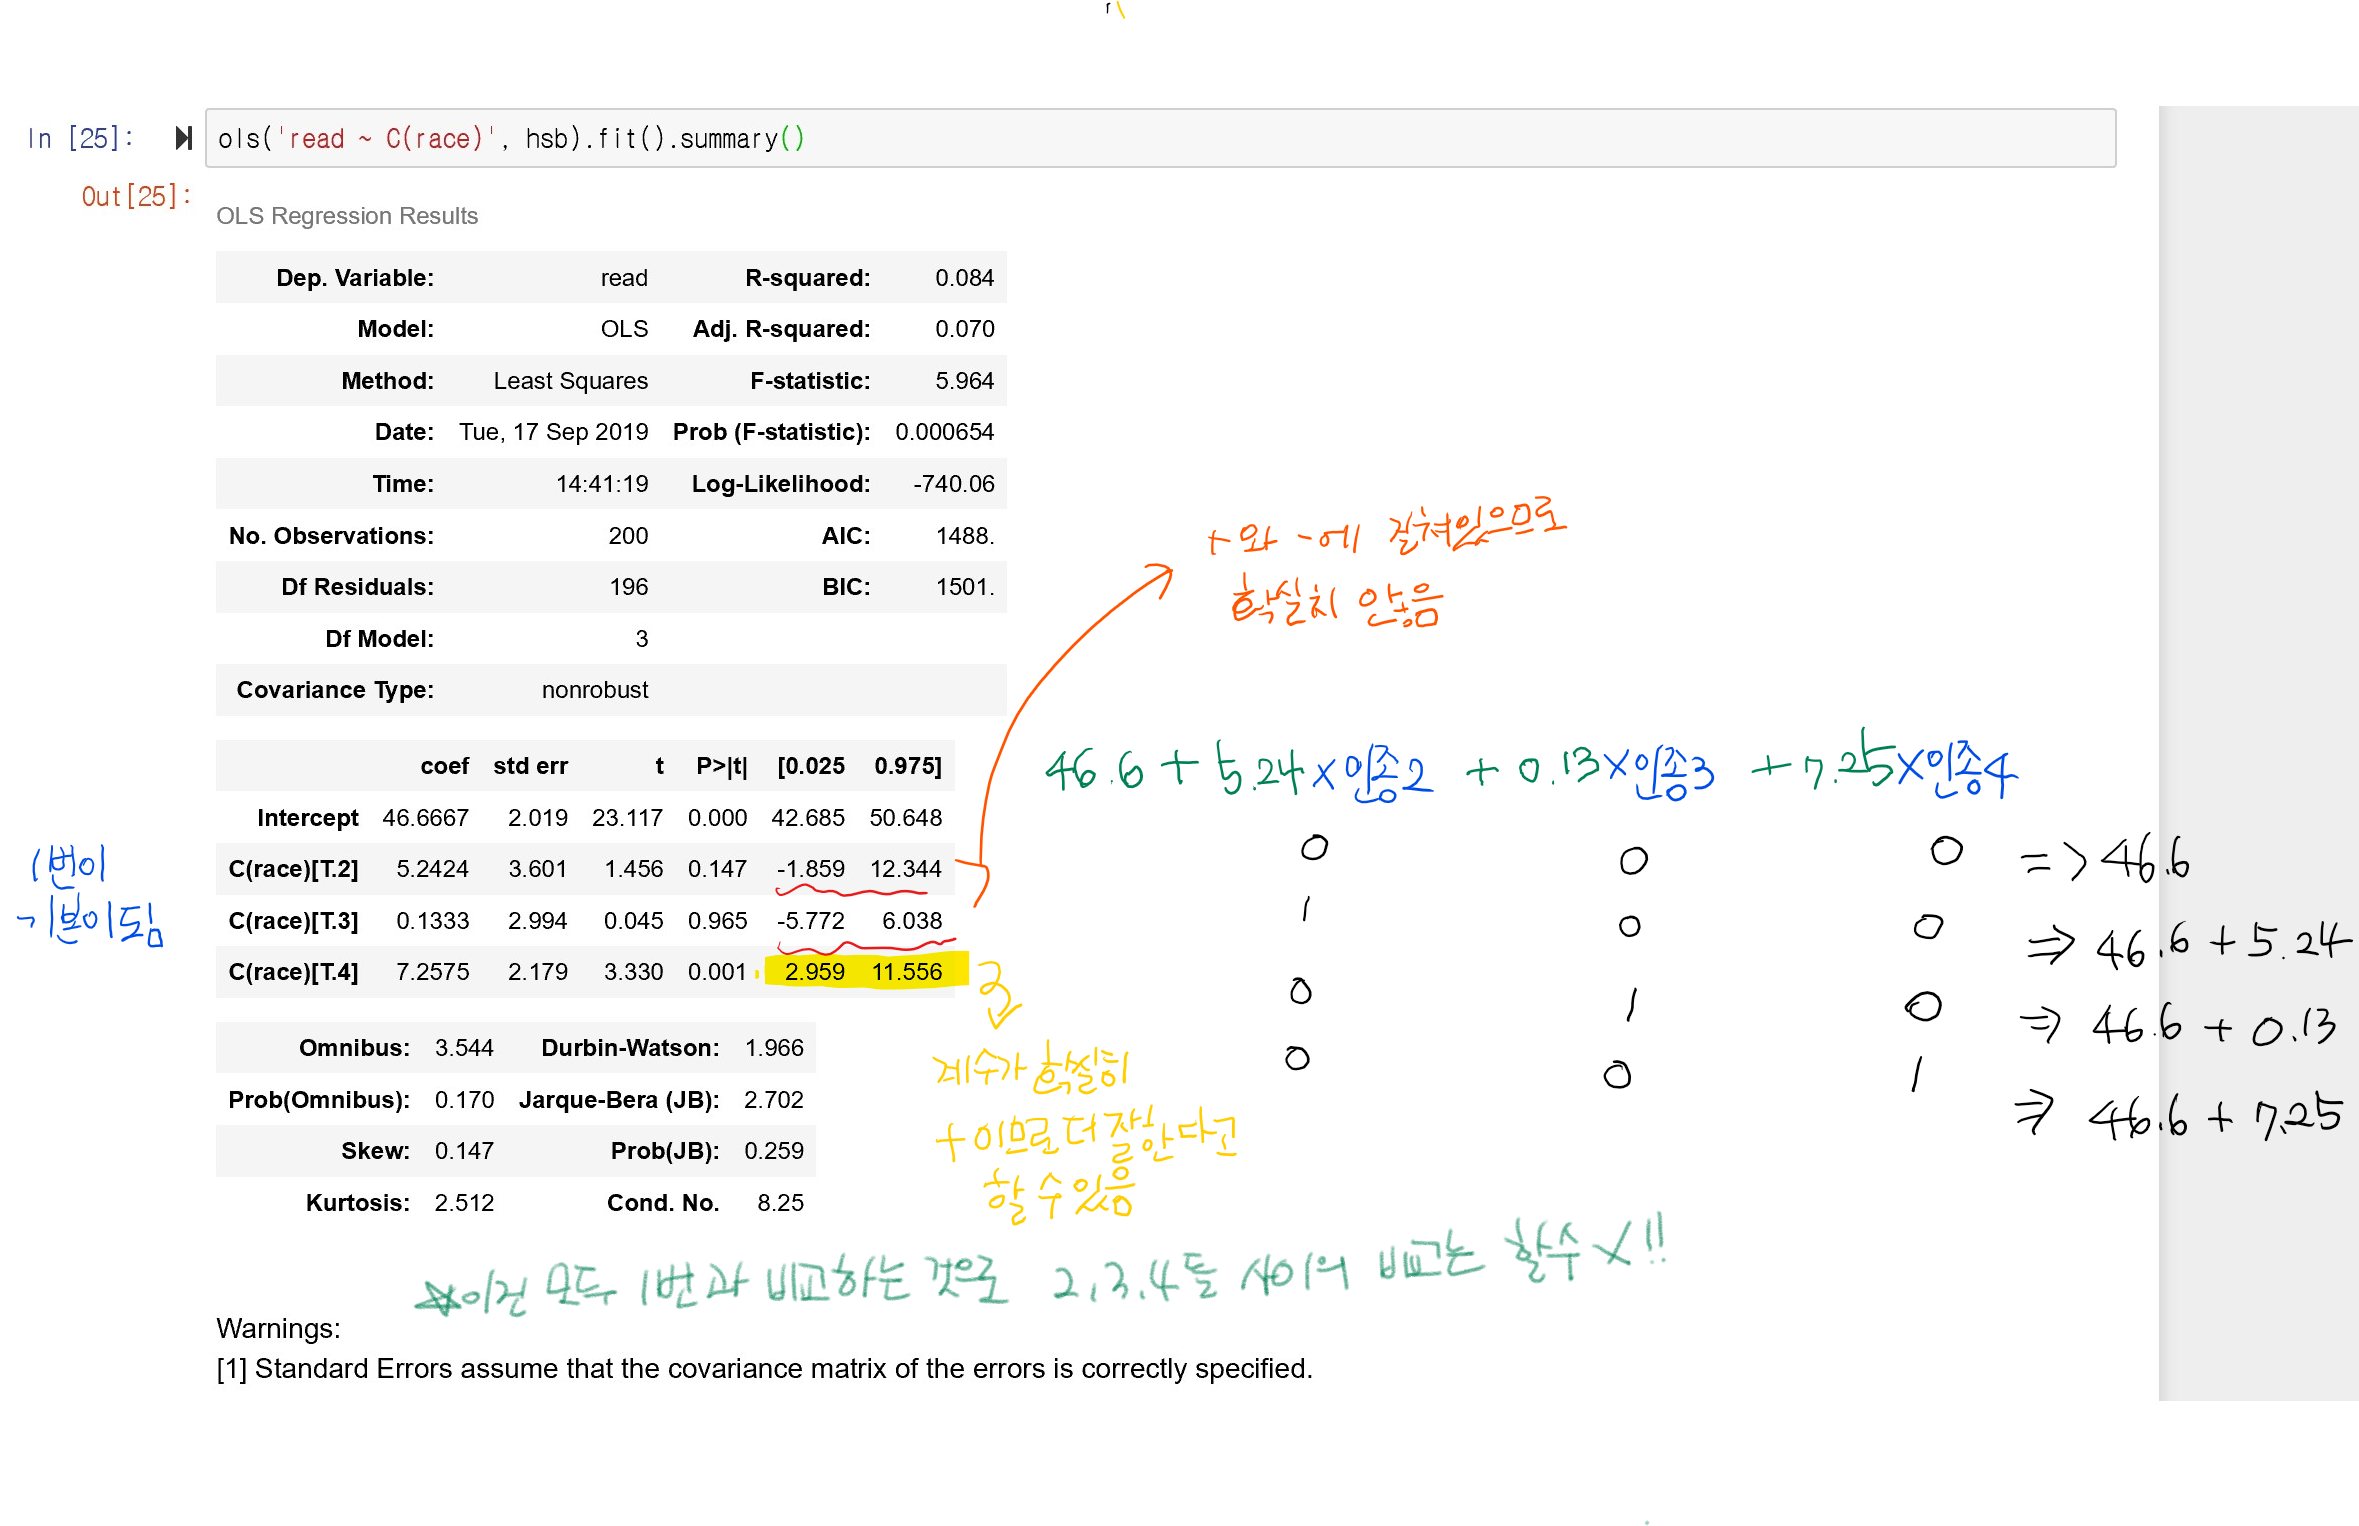 In [25]: ols('read ~ C(race)', hsb).fit().summary()
Out[25]:
OLS Regression Results
Dep. Variable: read R-squared: 0.084
Model: OLS Adj. R-squared: 0.070
Method: Least Squares F-statistic: 5.964
Date: Tue, 17 Sep 2019 Prob (F-statistic): 0.000654
Time: 14:41:19 Log-Likelihood: -740.06
No. Observations: 200 AIC: 1488.
Df Residuals: 196 BIC: 1501.
Df Model: 3
Covariance Type: nonrobust
+와 -에 걸쳐있으므로
확실치 않음
coef std err t P>|t| [0.025 0.975]
Intercept 46.6667 2.019 23.117 0.000 42.685 50.648
C(race)[T.2] 5.2424 3.601 1.456 0.147 -1.859 12.344
C(race)[T.3] 0.1333 2.994 0.045 0.965 -5.772 6.038
C(race)[T.4] 7.2575 2.179 3.330 0.001 2.959 11.556
1번이
기본이 됨
46.6 + 5.24 × 인종2 + 0.13 × 인종3 + 7.25 × 인종4
0 0 0 => 46.6
1 0 0 => 46.6 + 5.24
0 1 0 => 46.6 + 0.13
0 0 1 => 46.6 + 7.25
계수가 확실히
+이므로 더 잘한다고
할 수 있음
Omnibus: 3.544 Durbin-Watson: 1.966
Prob(Omnibus): 0.170 Jarque-Bera (JB): 2.702
Skew: 0.147 Prob(JB): 0.259
Kurtosis: 2.512 Cond. No. 8.25
☆이건 모두 1번과 비교하는 것으로 2,3,4들 사이의 비교는 할수 X!!
Warnings:
[1] Standard Errors assume that the covariance matrix of the errors is correctly specified.